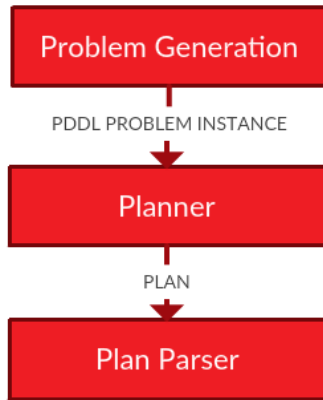 Problem Generation
PDDL PROBLEM INSTANCE
Planner
PLAN
Plan Parser